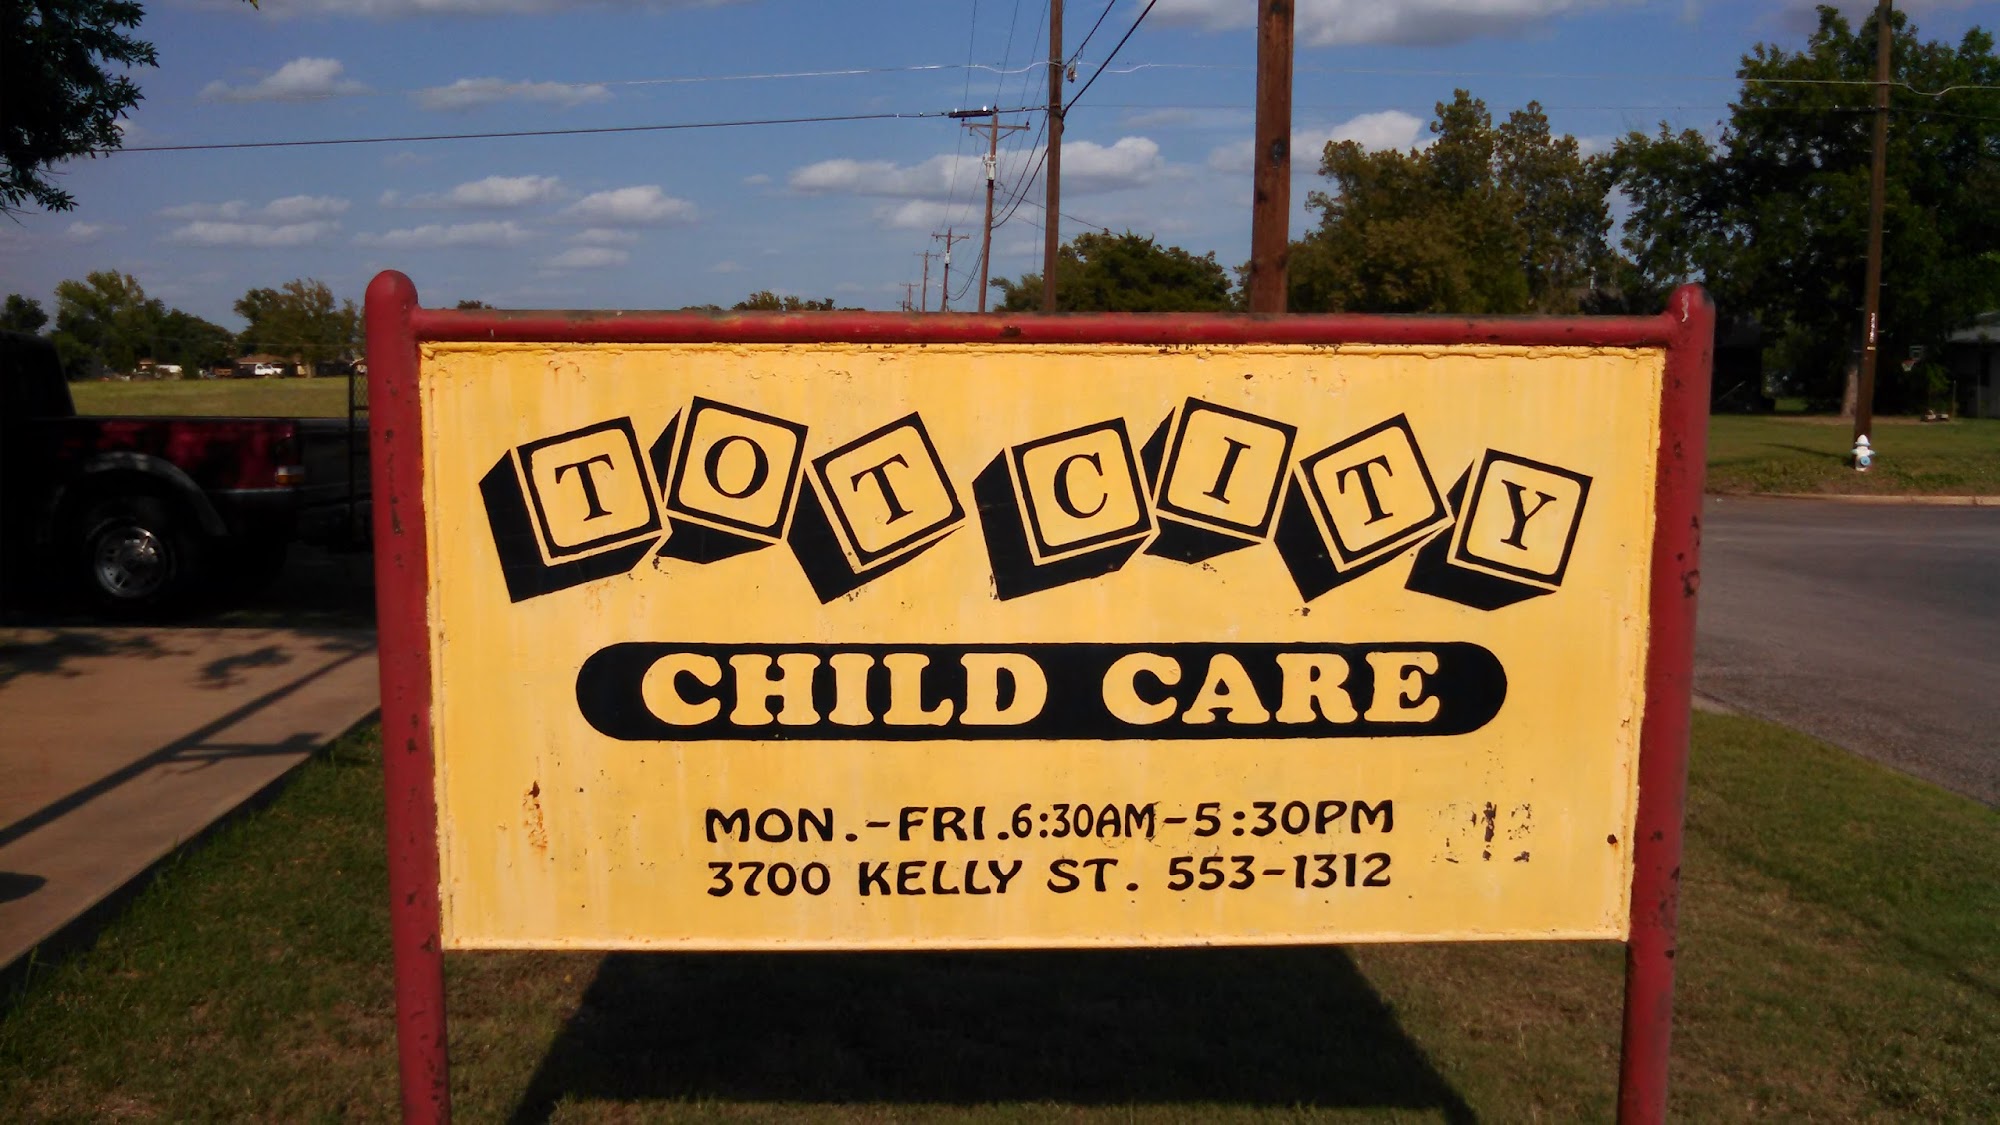 TOT CITY
CHILD CARE
MON.-FRI.6:30AM-5:30PM
3700 KELLY ST. 553-1312